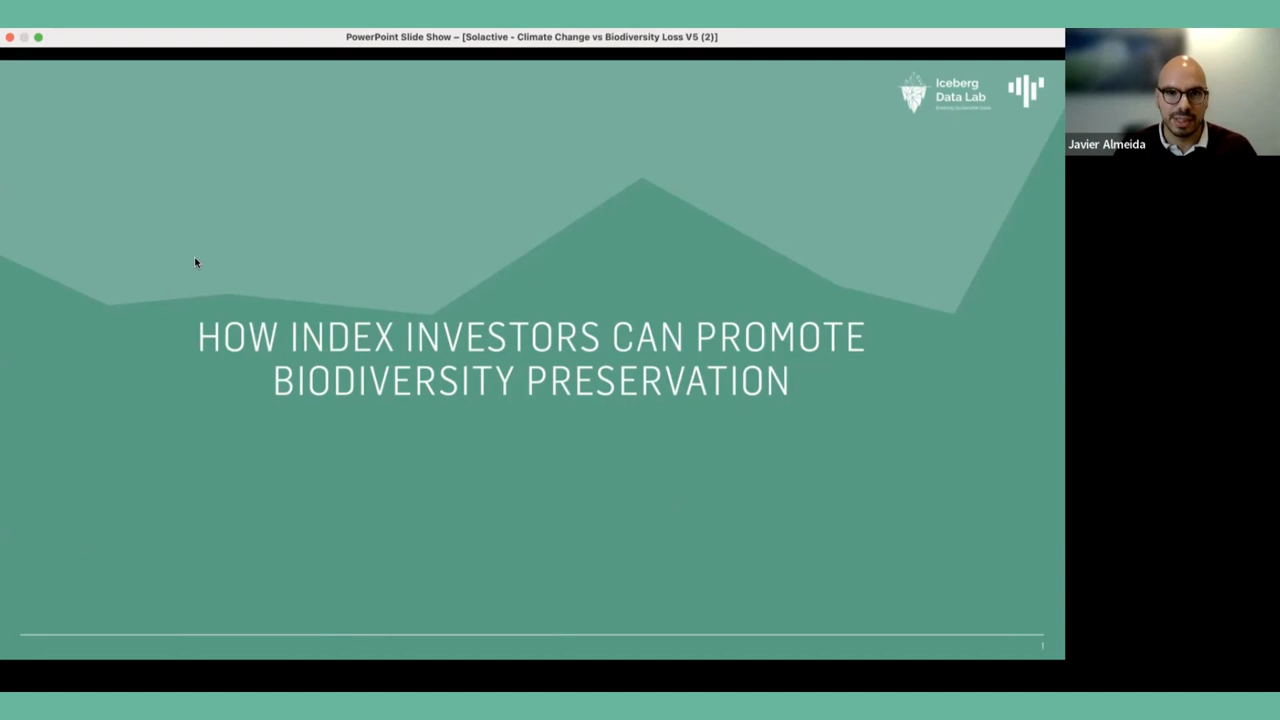 PowerPoint Slide Show – [Solactive - Climate Change vs Biodiversity Loss V5 (2)]
Iceberg
Data Lab
Javier Almeida
HOW INDEX INVESTORS CAN PROMOTE
BIODIVERSITY PRESERVATION
1